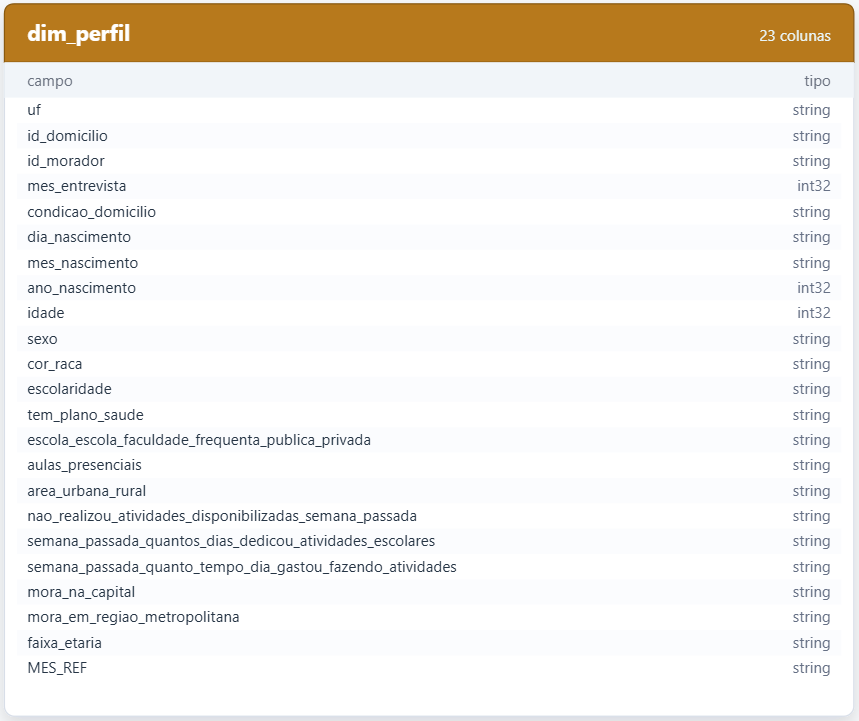 dim_perfil 23 colunas
campo tipo
uf string
id_domicilio string
id_morador string
mes_entrevista int32
condicao_domicilio string
dia_nascimento string
mes_nascimento string
ano_nascimento int32
idade int32
sexo string
cor_raca string
escolaridade string
tem_plano_saude string
escola_escola_faculdade_frequenta_publica_privada string
aulas_presenciais string
area_urbana_rural string
nao_realizou_atividades_disponibilizadas_semana_passada string
semana_passada_quantos_dias_dedicou_atividades_escolares string
semana_passada_quanto_tempo_dia_gastou_fazendo_atividades string
mora_na_capital string
mora_em_regiao_metropolitana string
faixa_etaria string
MES_REF string